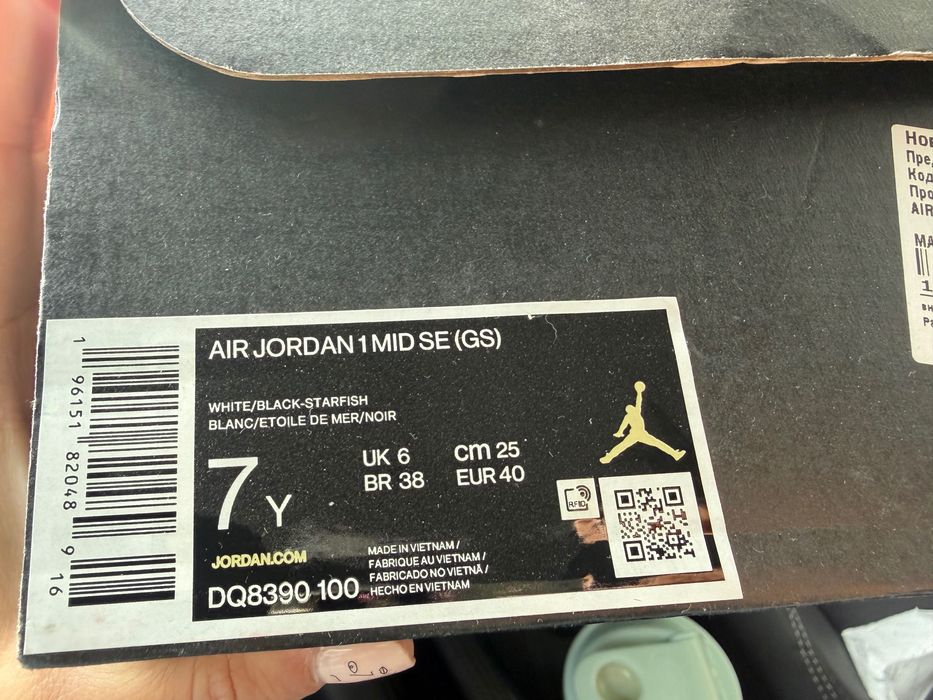 AIR JORDAN 1 MID SE (GS)
WHITE/BLACK-STARFISH
BLANC/ETOILE DE MER/NOIR
7 Y
UK 6 cm 25
BR 38 EUR 40
RFID
JORDAN.COM
DQ8390 100
MADE IN VIETNAM /
FABRIQUE AU VIETNAM /
FABRICADO NO VIETNÃ /
HECHO EN VIETNAM
1 96151 82048 9 16
AIR